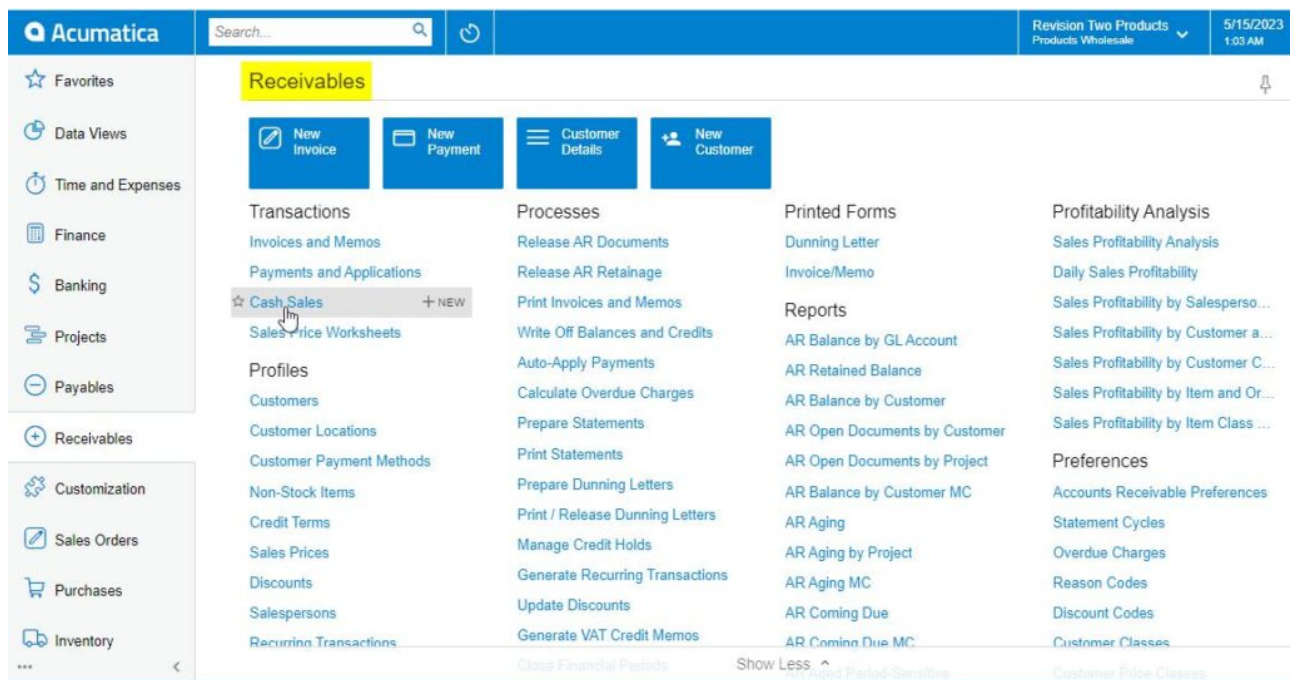 Acumatica
Search...
Revision Two Products
Products Wholesale
5/15/2023
1:03 AM
Favorites
Data Views
Time and Expenses
Finance
Banking
Projects
Payables
Receivables
Customization
Sales Orders
Purchases
Inventory
Receivables
New
Invoice
New
Payment
Customer
Details
New
Customer
Transactions
Invoices and Memos
Payments and Applications
Cash Sales
+ NEW
Sales Price Worksheets
Profiles
Customers
Customer Locations
Customer Payment Methods
Non-Stock Items
Credit Terms
Sales Prices
Discounts
Salespersons
Recurring Transactions
Processes
Release AR Documents
Release AR Retainage
Print Invoices and Memos
Write Off Balances and Credits
Auto-Apply Payments
Calculate Overdue Charges
Prepare Statements
Print Statements
Prepare Dunning Letters
Print / Release Dunning Letters
Manage Credit Holds
Generate Recurring Transactions
Update Discounts
Generate VAT Credit Memos
Close Financial Periods
Printed Forms
Dunning Letter
Invoice/Memo
Reports
AR Balance by GL Account
AR Retained Balance
AR Balance by Customer
AR Open Documents by Customer
AR Open Documents by Project
AR Balance by Customer MC
AR Aging
AR Aging by Project
AR Aging MC
AR Coming Due
AR Coming Due MC
AR Aged Period-Sensitive
Profitability Analysis
Sales Profitability Analysis
Daily Sales Profitability
Sales Profitability by Salesperso...
Sales Profitability by Customer a...
Sales Profitability by Customer C...
Sales Profitability by Item and Or...
Sales Profitability by Item Class ...
Preferences
Accounts Receivable Preferences
Statement Cycles
Overdue Charges
Reason Codes
Discount Codes
Customer Classes
Customer Price Classes
Show Less